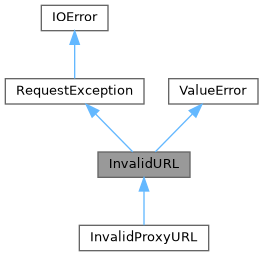 IOError
RequestException
ValueError
InvalidURL
InvalidProxyURL